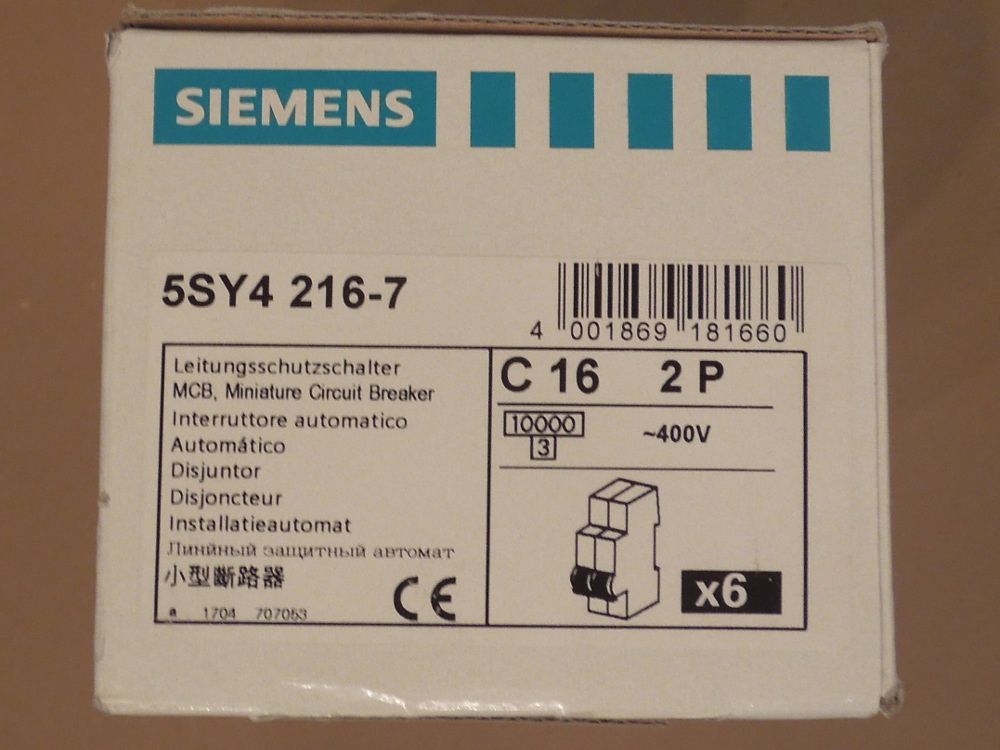 SIEMENS
5SY4 216-7
4 001869 181660
Leitungsschutzschalter
MCB, Miniature Circuit Breaker
Interruttore automatico
Automático
Disjuntor
Disjoncteur
Installatieautomat
Линийный защитный автомат
小型斷路器
a 1704 707053
CE
C 16 2 P
10000
3
~400V
x6